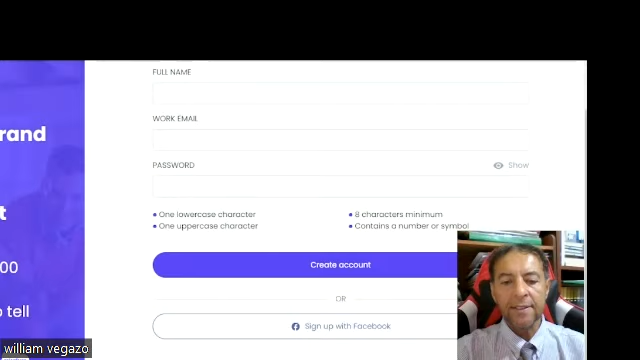 FULL NAME
WORK EMAIL
PASSWORD
Show
One lowercase character
8 characters minimum
One uppercase character
Contains a number or symbol
rand
t
00
Create account
OR
o tell
Sign up with Facebook
william vegazo